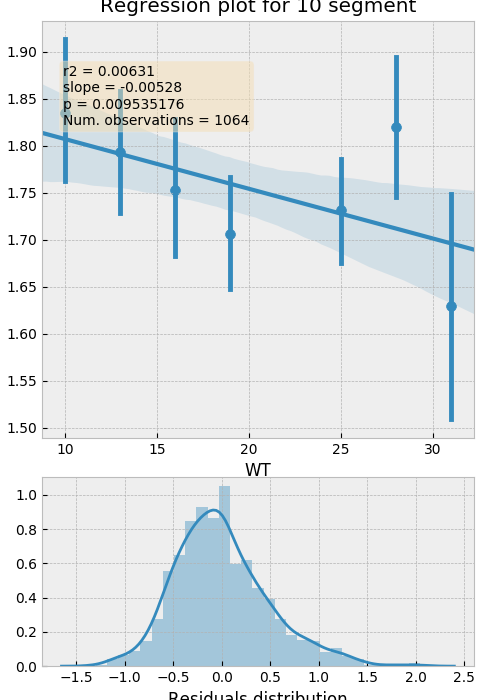 Regression plot for 10 segment
1.90
1.85
1.80
1.75
1.70
1.65
1.60
1.55
1.50
r2 = 0.00631
slope = -0.00528
p = 0.009535176
Num. observations = 1064
10 15 20 25 30
WT
1.0
0.8
0.6
0.4
0.2
0.0
−1.5 −1.0 −0.5 0.0 0.5 1.0 1.5 2.0 2.5
Residuals distribution